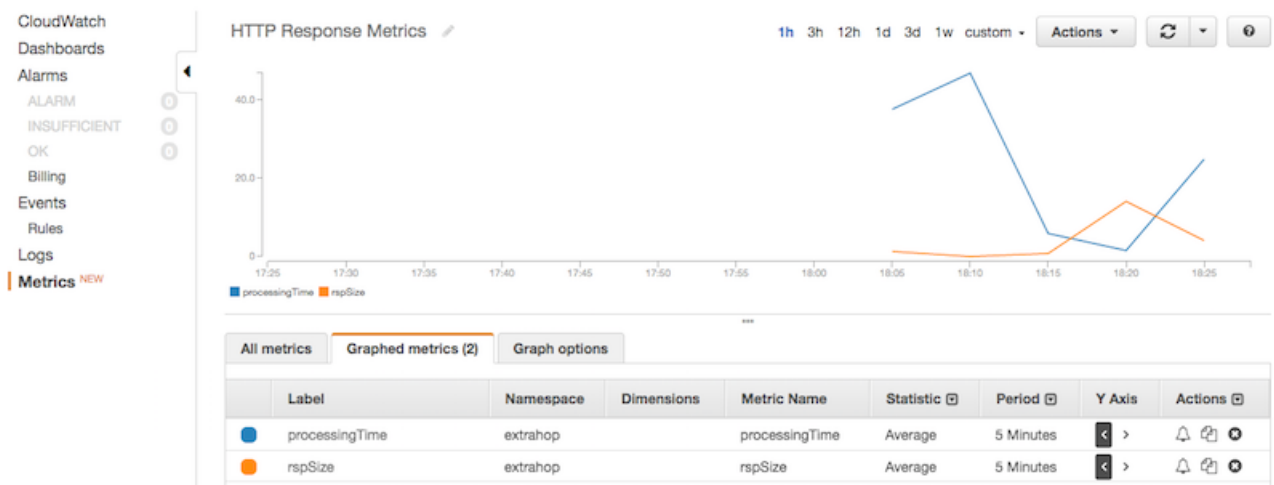 CloudWatch
Dashboards
Alarms
ALARM 0
INSUFFICIENT 0
OK 0
Billing
Events
Rules
Logs
Metrics NEW
HTTP Response Metrics
1h 3h 12h 1d 3d 1w custom Actions
40.0
20.0
0
17:25 17:30 17:35 17:40 17:45 17:50 17:55 18:00 18:05 18:10 18:15 18:20 18:25
processingTime rspSize
All metrics Graphed metrics (2) Graph options
Label Namespace Dimensions Metric Name Statistic Period Y Axis Actions
processingTime extrahop processingTime Average 5 Minutes < >
rspSize extrahop rspSize Average 5 Minutes < >